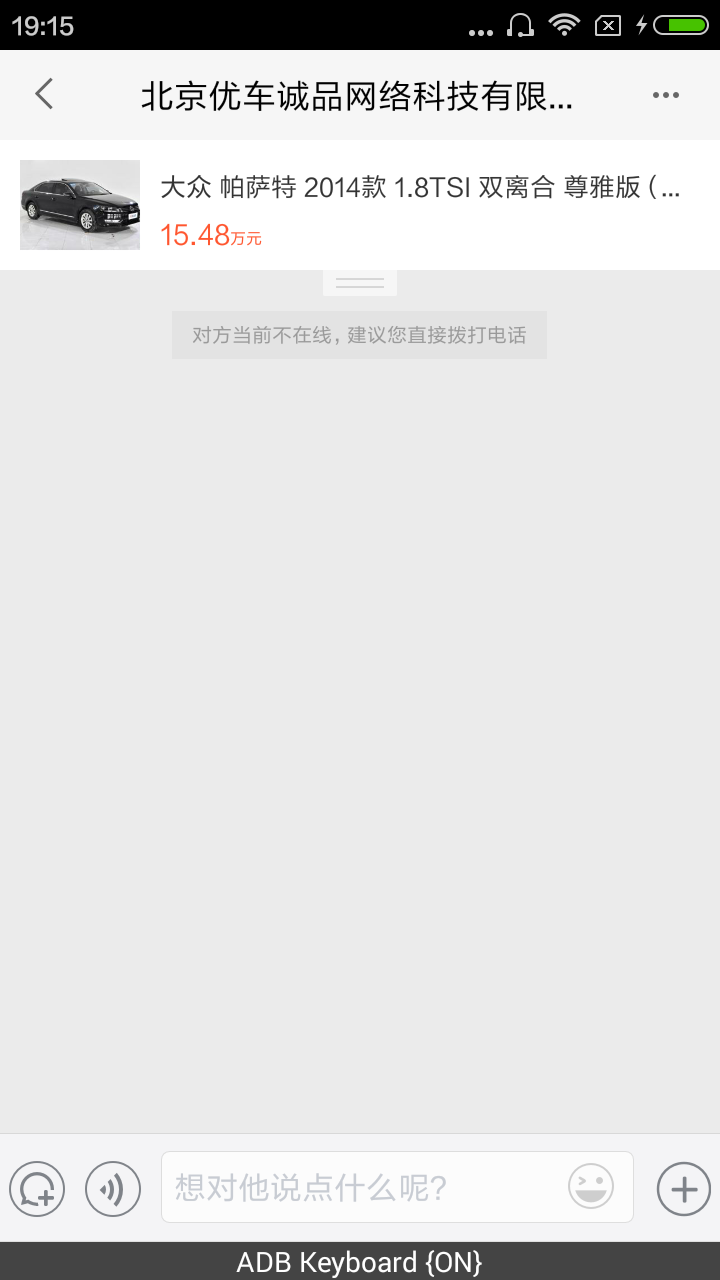 19:15
北京优车诚品网络科技有限...
大众 帕萨特 2014款 1.8TSI 双离合 尊雅版 (...
15.48万元
对方当前不在线，建议您直接拨打电话
想对他说点什么呢?
ADB Keyboard {ON}